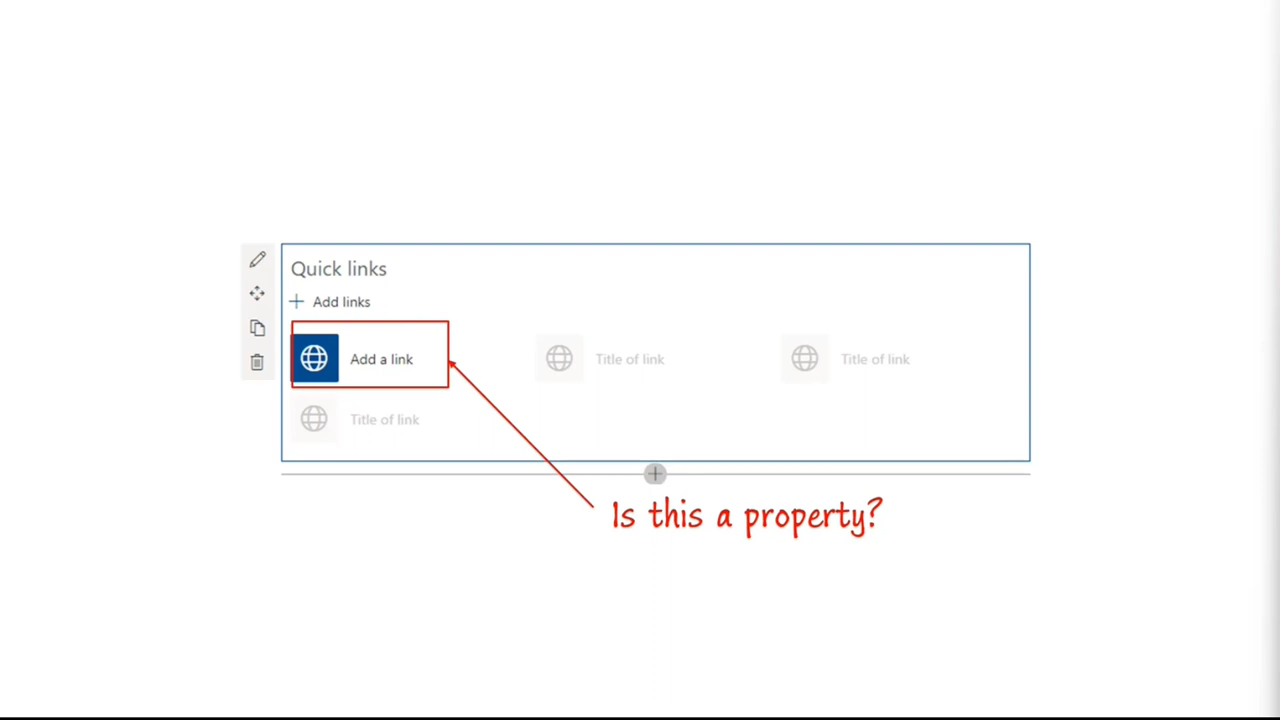 Quick links
Add links
Add a link
Title of link
Title of link
Title of link
Is this a property?